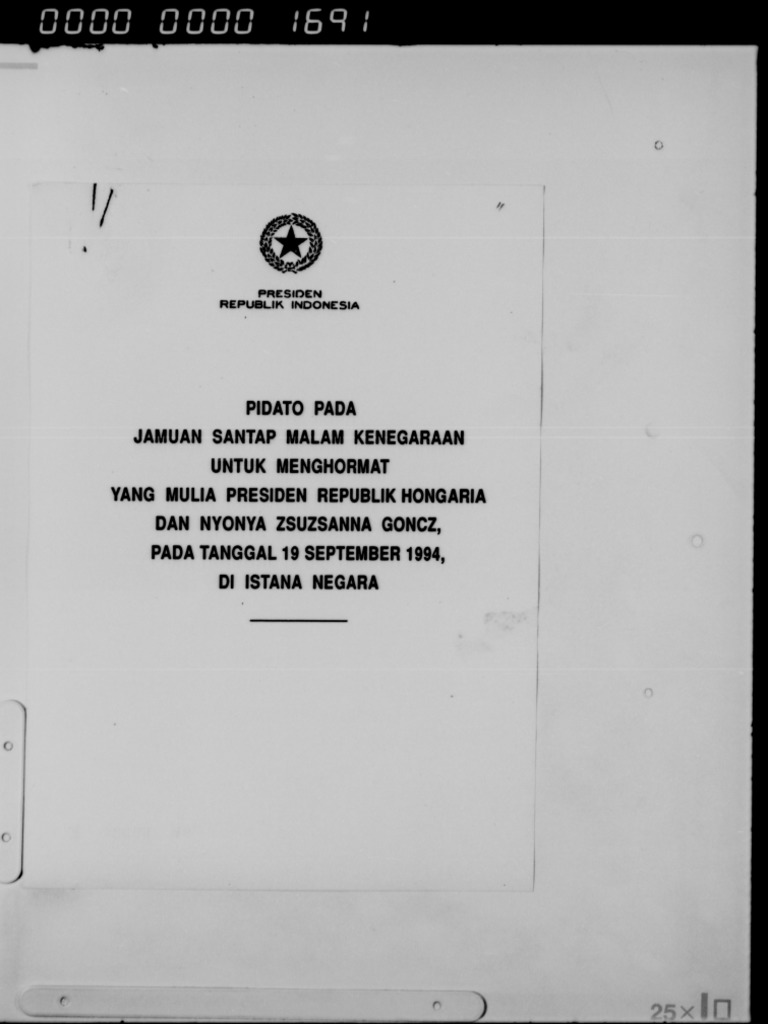 0000 0000 1691
PRESIDEN
REPUBLIK INDONESIA
PIDATO PADA
JAMUAN SANTAP MALAM KENEGARAAN
UNTUK MENGHORMAT
YANG MULIA PRESIDEN REPUBLIK HONGARIA
DAN NYONYA ZSUZSANNA GONCZ,
PADA TANGGAL 19 SEPTEMBER 1994,
DI ISTANA NEGARA
25×